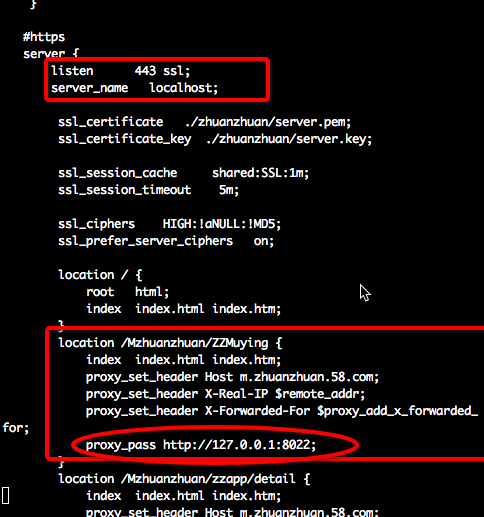 }
#https
server {
listen 443 ssl;
server_name localhost;
ssl_certificate ./zhuanzhuan/server.pem;
ssl_certificate_key ./zhuanzhuan/server.key;
ssl_session_cache shared:SSL:1m;
ssl_session_timeout 5m;
ssl_ciphers HIGH:!aNULL:!MD5;
ssl_prefer_server_ciphers on;
location / {
root html;
index index.html index.htm;
}
location /Mzhuanzhuan/ZZMuying {
index index.html index.htm;
proxy_set_header Host m.zhuanzhuan.58.com;
proxy_set_header X-Real-IP $remote_addr;
proxy_set_header X-Forwarded-For $proxy_add_x_forwarded_
for;
proxy_pass http://127.0.0.1:8022;
}
location /Mzhuanzhuan/zzapp/detail {
index index.html index.htm;
proxy_set_header Host m.zhuanzhuan.58.com;